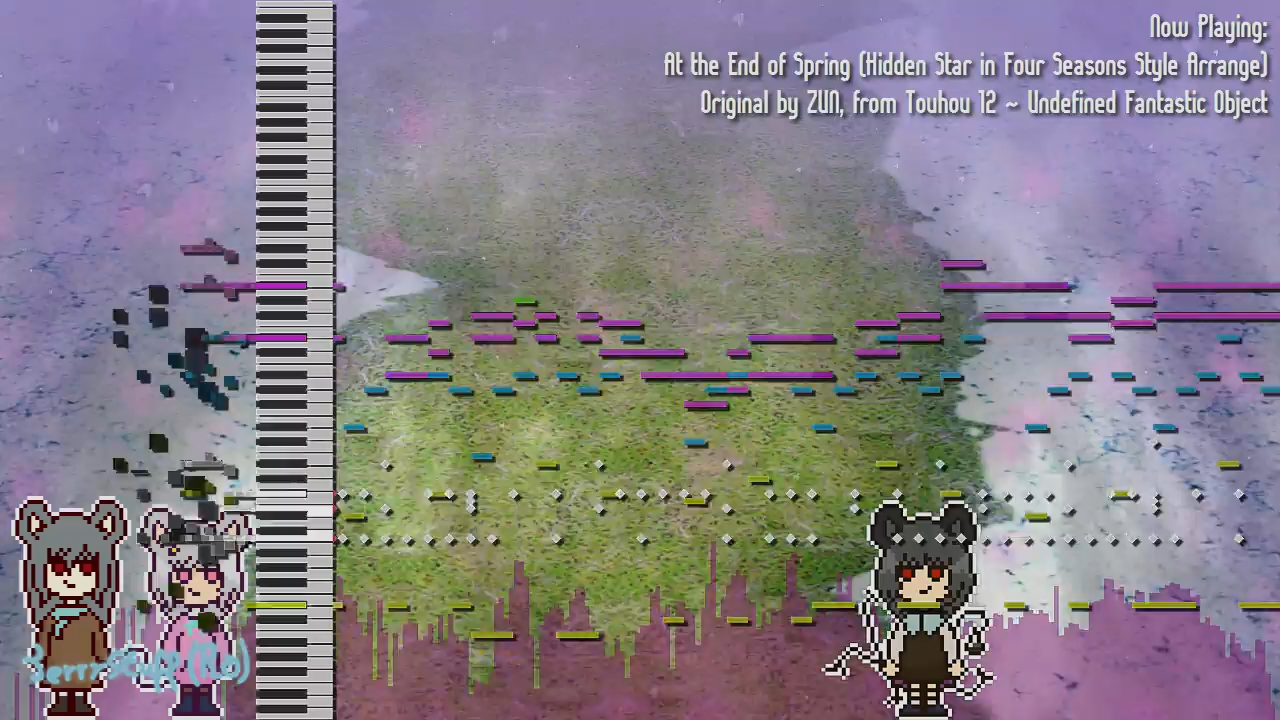 Now Playing:
At the End of Spring (Hidden Star in Four Seasons Style Arrange)
Original by ZUN, from Touhou 12 ~ Undefined Fantastic Object